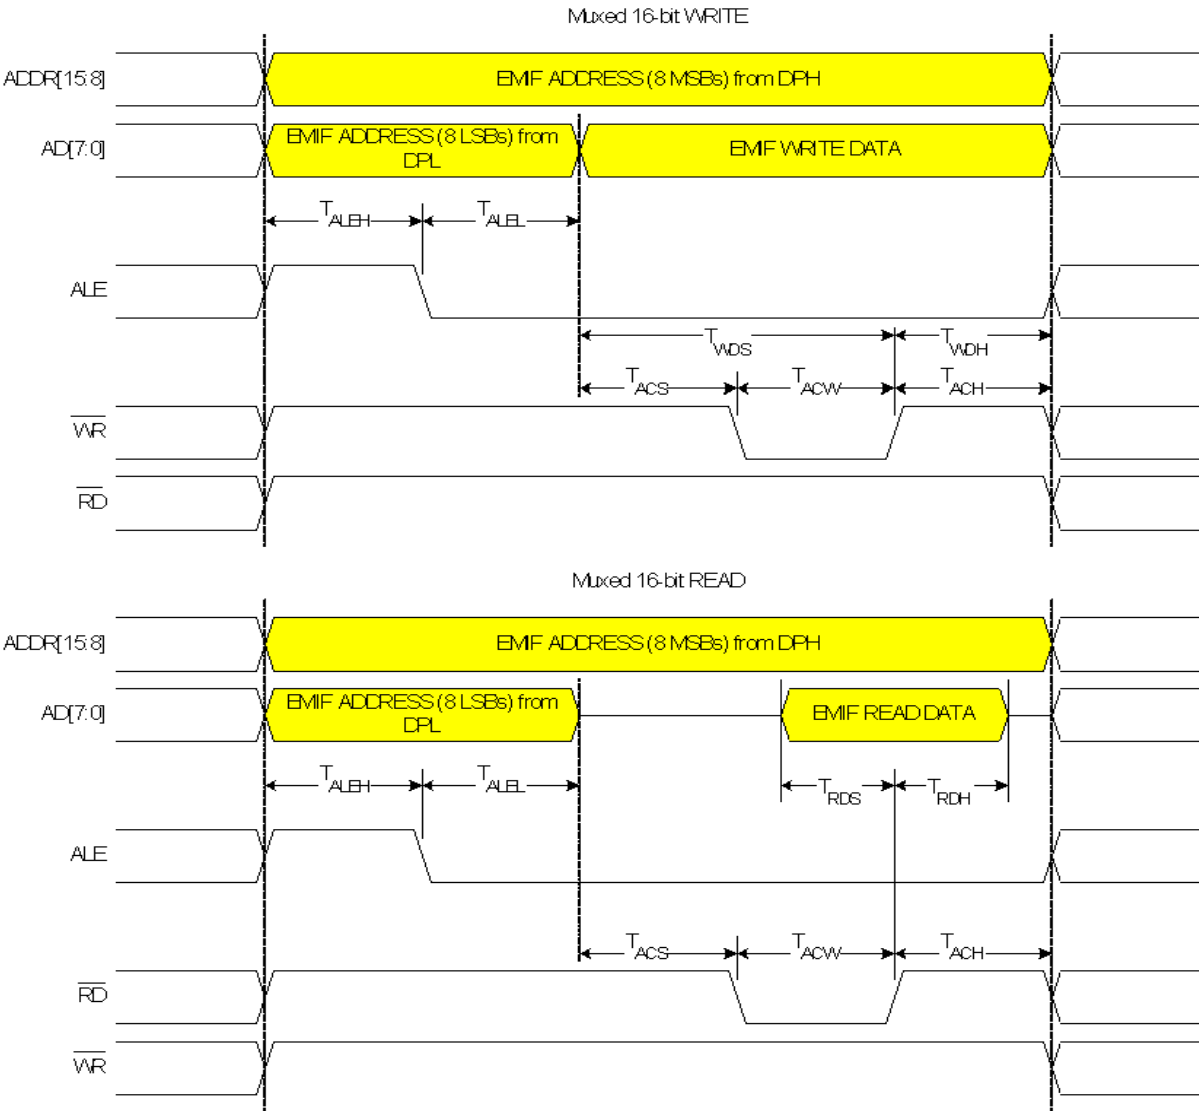 Muxed 16-bit WRITE
ADDR[15:8]
EMIF ADDRESS (8 MSBs) from DPH
AD[7:0]
EMIF ADDRESS (8 LSBs) from
DPL
EMIF WRITE DATA
TALEH
TALEL
ALE
TWDS
TWDH
TACS
TACW
TACH
WR
RD
Muxed 16-bit READ
ADDR[15:8]
EMIF ADDRESS (8 MSBs) from DPH
AD[7:0]
EMIF ADDRESS (8 LSBs) from
DPL
EMIF READ DATA
TALEH
TALEL
TRDS
TRDH
ALE
TACS
TACW
TACH
RD
WR